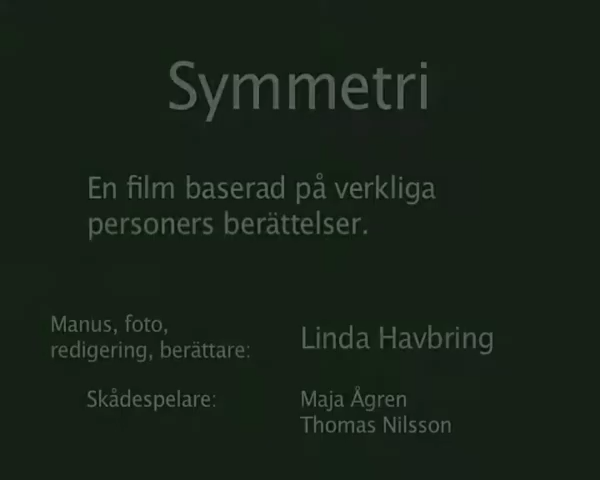 Symmetri
En film baserad på verkliga
personers berättelser.
Manus, foto,
redigering, berättare:
Linda Havbring
Skådespelare:
Maja Ågren
Thomas Nilsson